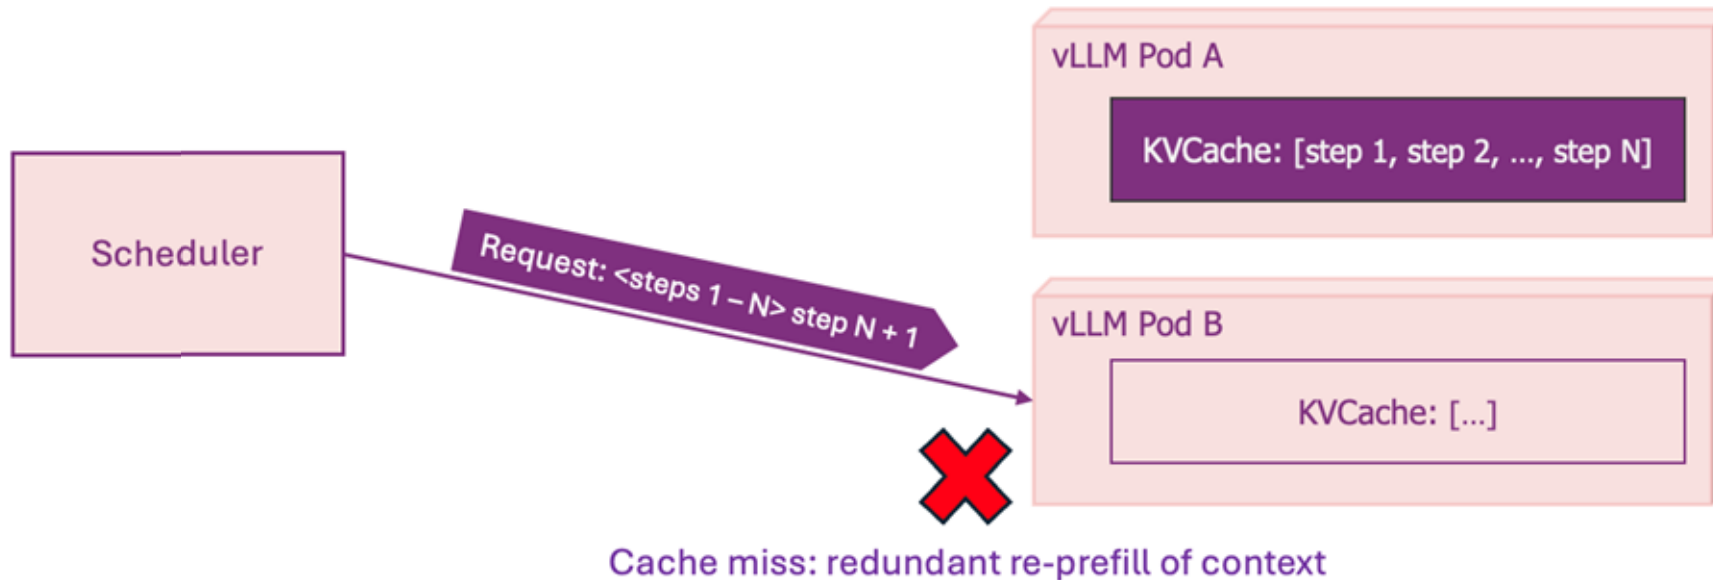 vLLM Pod A
KVCache: [step 1, step 2, ..., step N]
Scheduler
Request: <steps 1 – N> step N + 1
vLLM Pod B
KVCache: [...]
Cache miss: redundant re-prefill of context